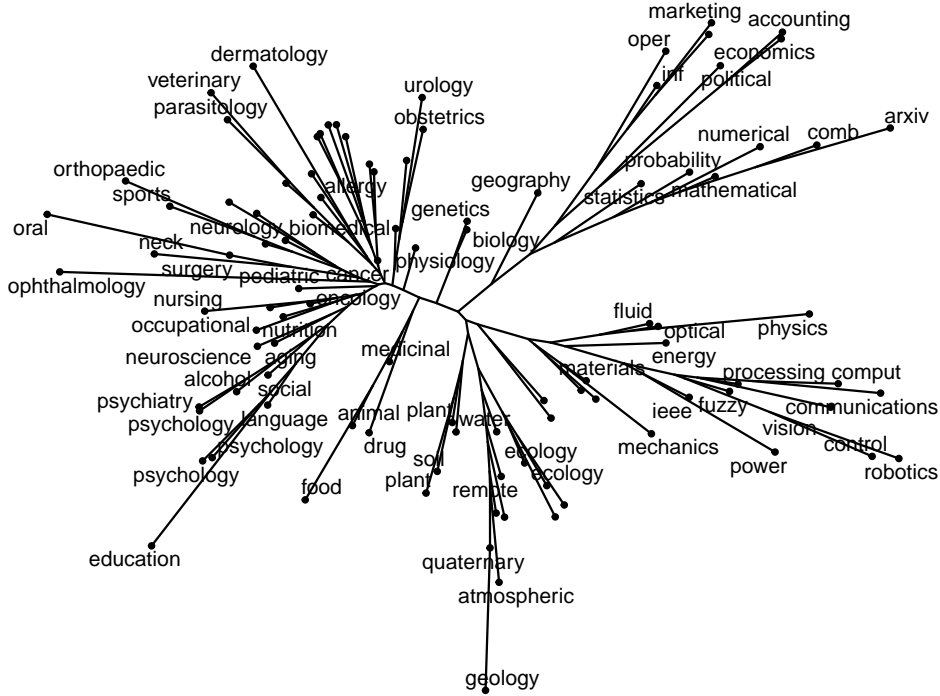 marketing
accounting
oper
economics
dermatology
inf
political
veterinary
urology
parasitology
obstetrics
arxiv
numerical
comb
probability
orthopaedic
geography
allergy
mathematical
sports
statistics
genetics
oral
neurology
biomedical
biology
neck
physiology
surgery
pediatric
cancer
ophthalmology
nursing
oncology
fluid
occupational
nutrition
optical
physics
medicinal
energy
neuroscience
aging
materials
processing
comput
alcohol
social
psychiatry
animal
plant
ieee
fuzzy
communications
psychology
language
water
vision
psychology
drug
mechanics
control
ecology
soil
power
robotics
psychology
ecology
plant
food
remote
education
quaternary
atmospheric
geology